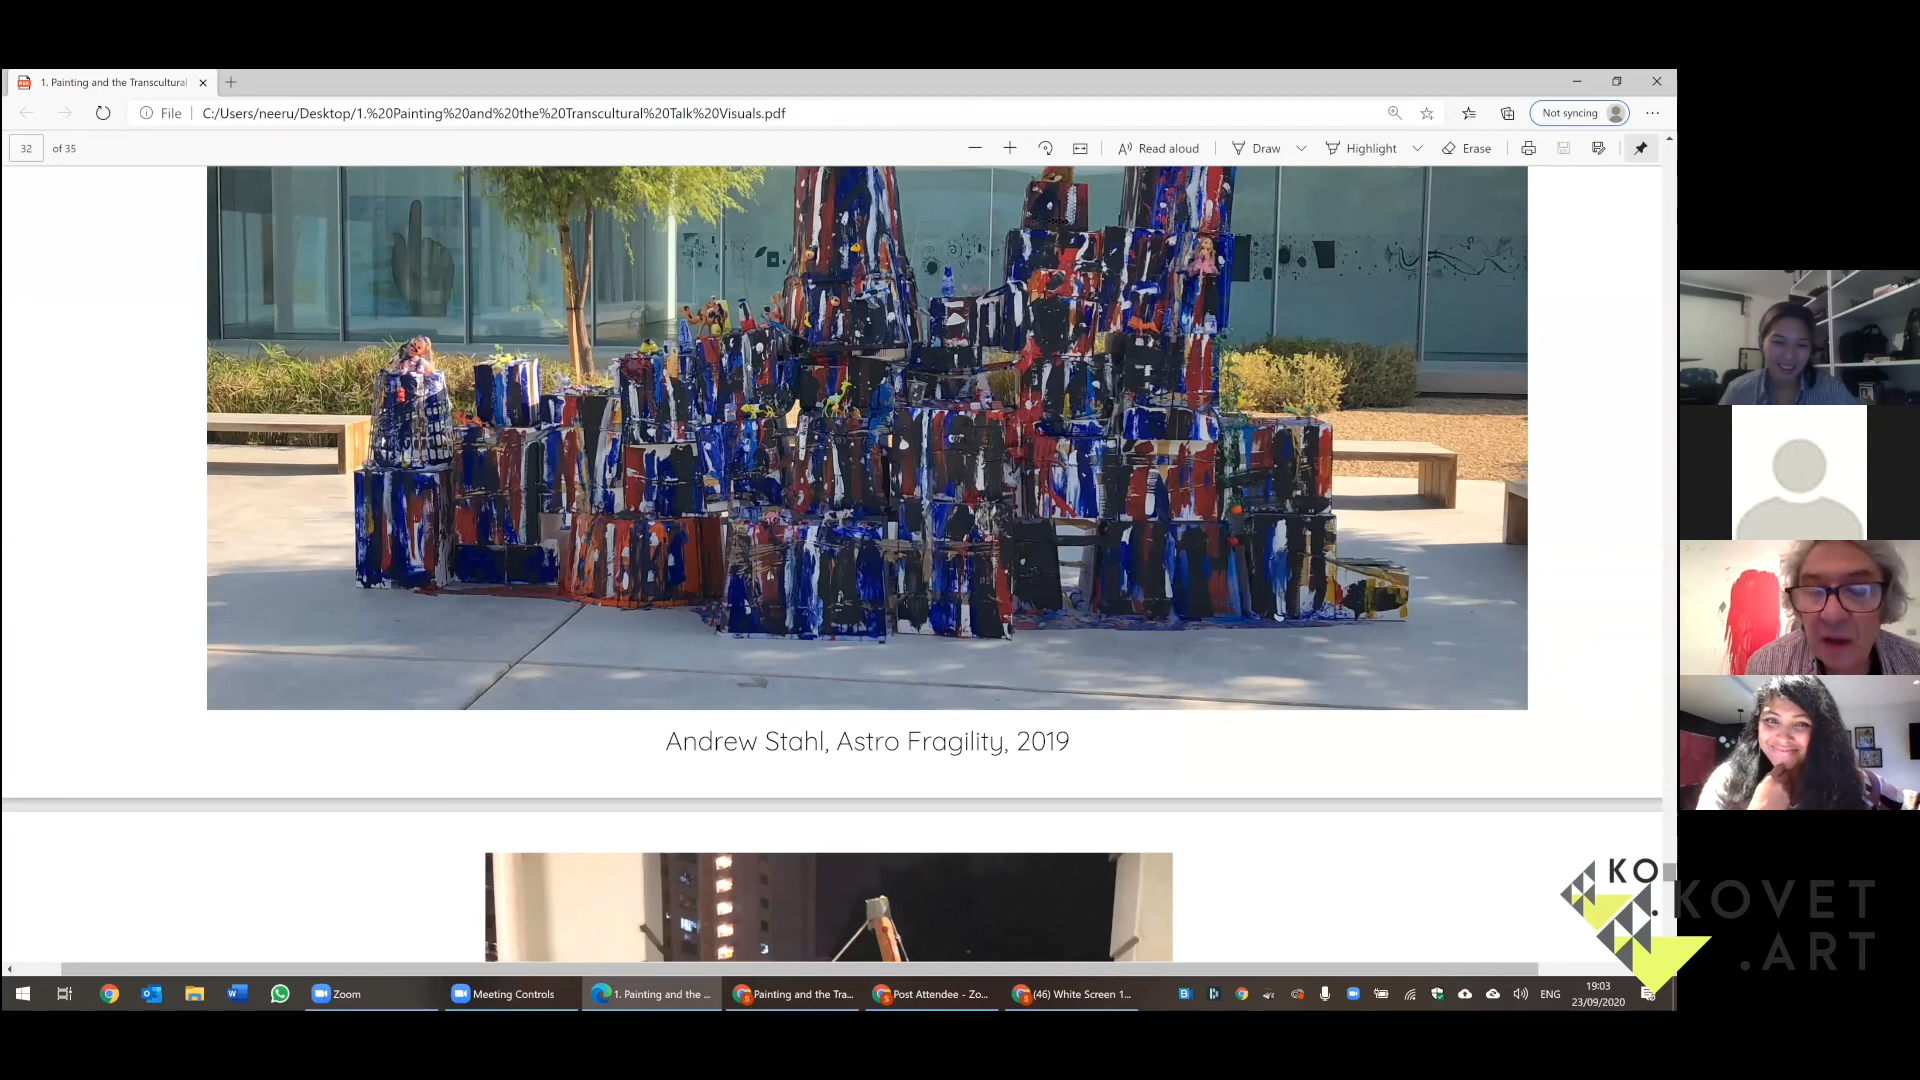 1. Painting and the Transcultural
File
C:/Users/neeru/Desktop/1.%20Painting%20and%20the%20Transcultural%20Talk%20Visuals.pdf
Not syncing
32 of 35
Read aloud
Draw
Highlight
Erase
Andrew Stahl, Astro Fragility, 2019
KO
KOVET
.ART
Zoom
Meeting Controls
1. Painting and the ...
Painting and the Tra...
Post Attendee - Zo...
(46) White Screen 1...
ENG
19:03
23/09/2020